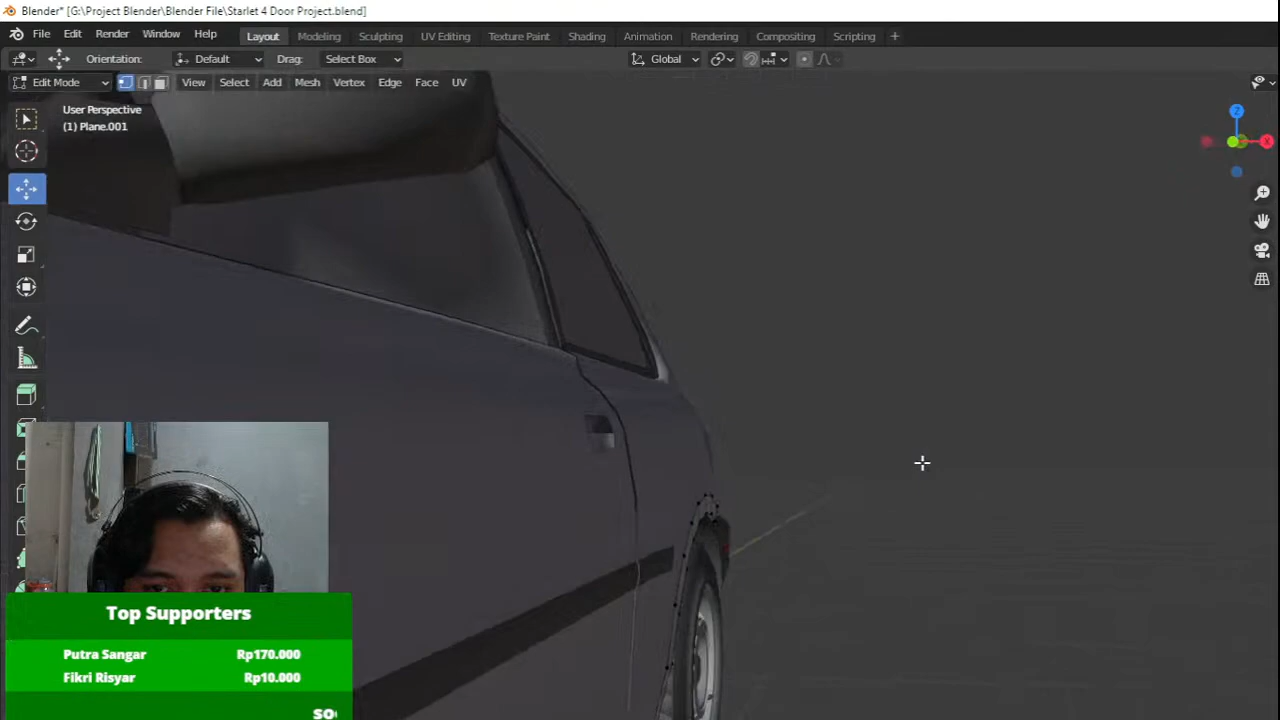 Blender* [G:\Project Blender\Blender File\Starlet 4 Door Project.blend]
File Edit Render Window Help Layout Modeling Sculpting UV Editing Texture Paint Shading Animation Rendering Compositing Scripting +
Orientation: Default Drag: Select Box Global
Edit Mode View Select Add Mesh Vertex Edge Face UV
User Perspective
(1) Plane.001
Z
X
Top Supporters
Putra Sangar Rp170.000
Fikri Risyar Rp10.000
SO